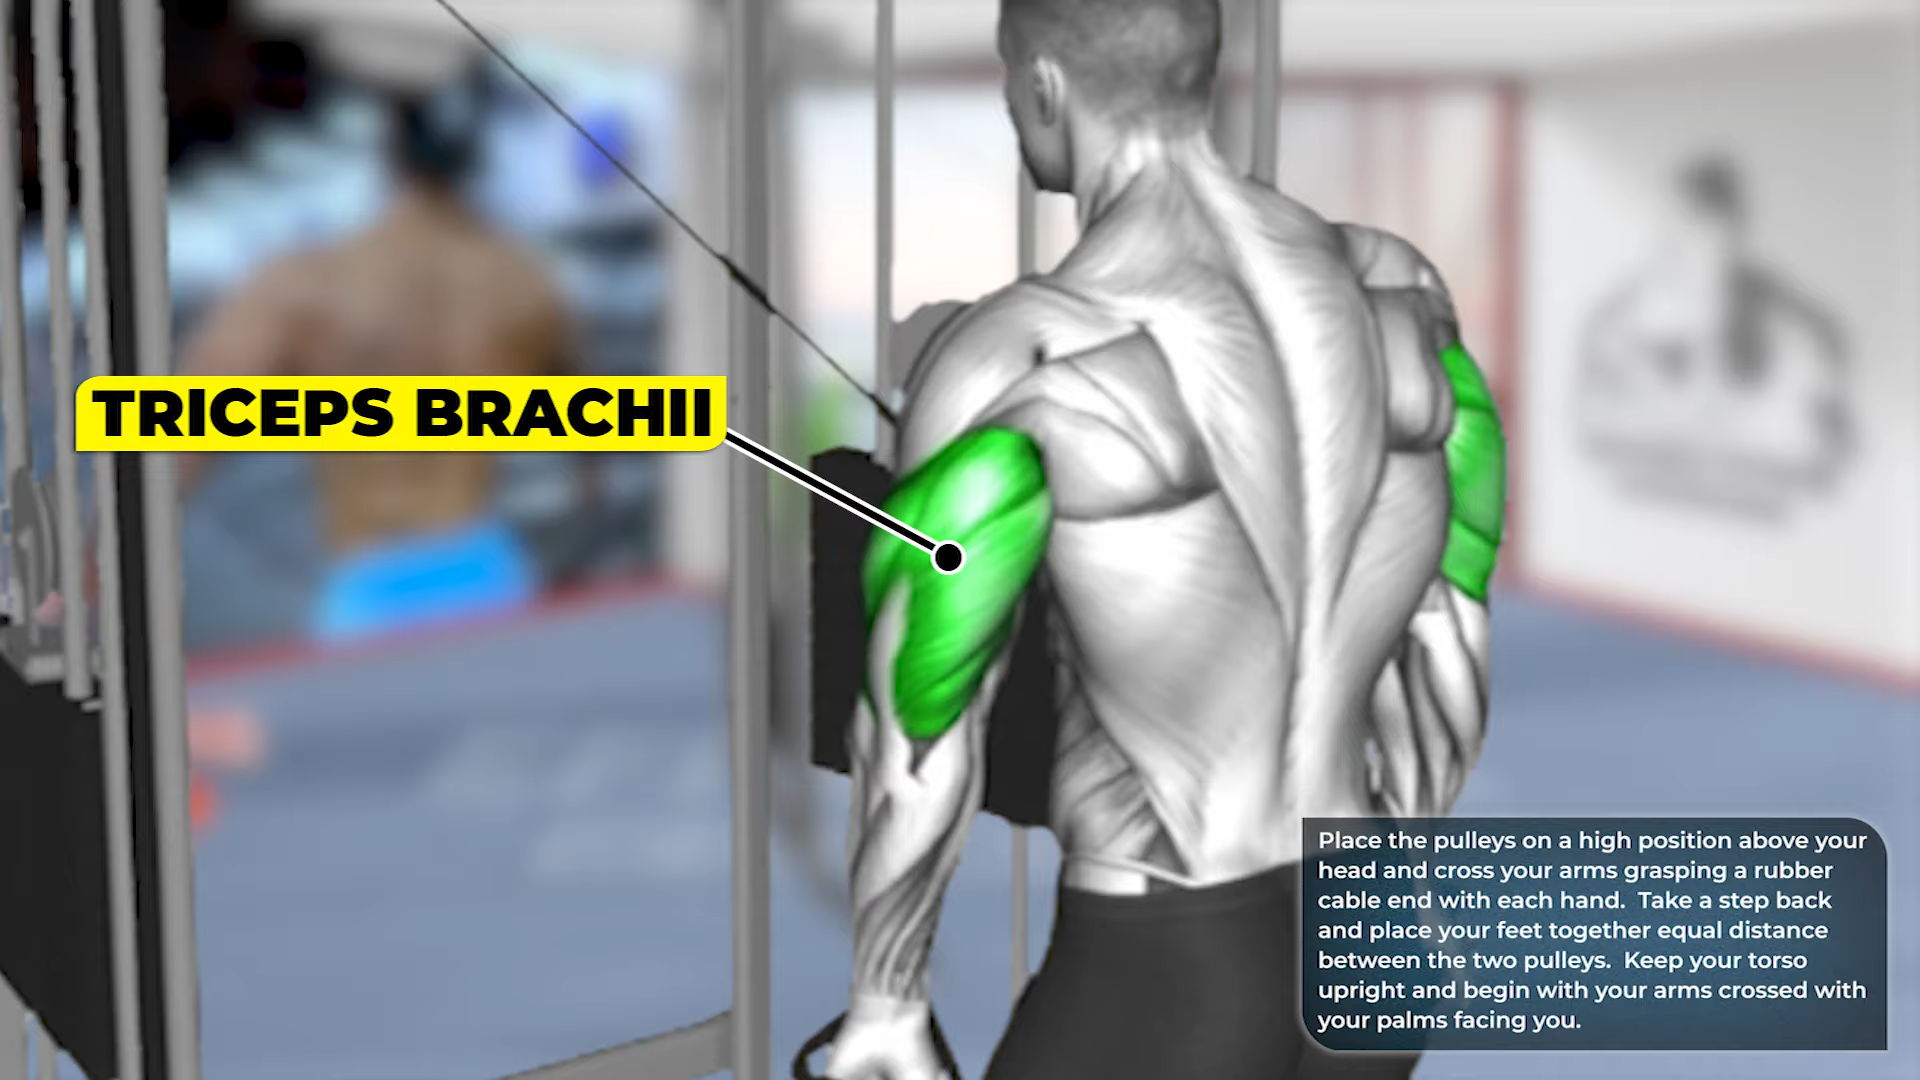 TRICEPS BRACHII
Place the pulleys on a high position above your
head and cross your arms grasping a rubber
cable end with each hand. Take a step back
and place your feet together equal distance
between the two pulleys. Keep your torso
upright and begin with your arms crossed with
your palms facing you.